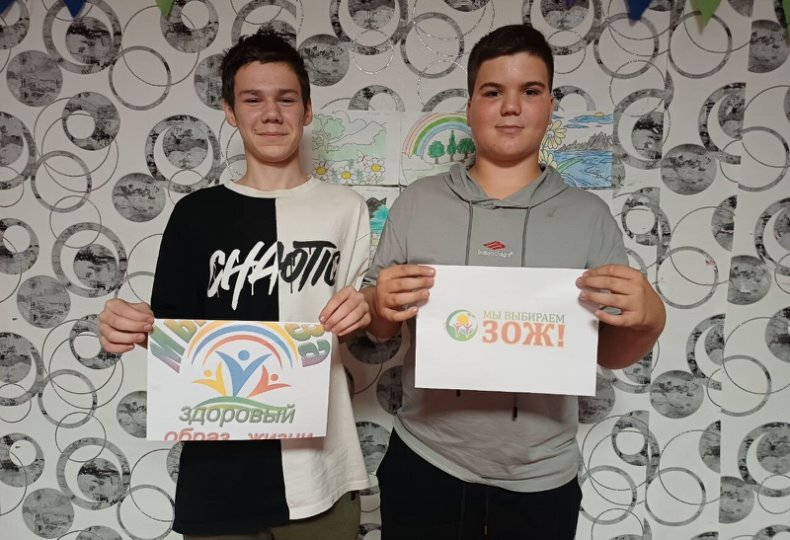 CHAOTIC
МЫ ЗА
здоровый
образ жизни
МЫ ВЫБИРАЕМ
ЗОЖ!